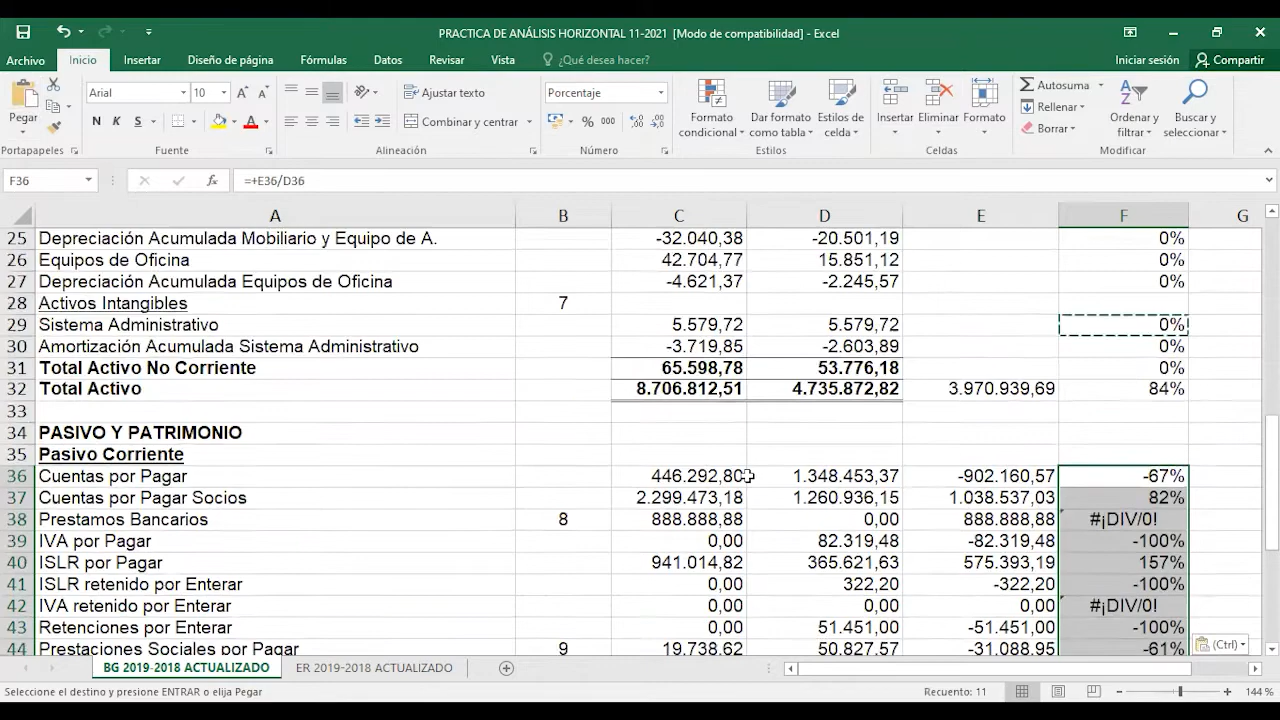 PRACTICA DE ANÁLISIS HORIZONTAL 11-2021 [Modo de compatibilidad] - Excel
Archivo Inicio Insertar Diseño de página Fórmulas Datos Revisar Vista ¿Qué desea hacer? Iniciar sesión Compartir
Pegar Arial 10 Ajustar texto Porcentaje Formato condicional Dar formato como tabla Estilos de celda Insertar Eliminar Formato Autosuma Rellenar Borrar Ordenar y filtrar Buscar y seleccionar
N K S Combinar y centrar % 000
Portapapeles Fuente Alineación Número Estilos Celdas Modificar
F36 fx =+E36/D36
A B C D E F G
25 Depreciación Acumulada Mobiliario y Equipo de A. -32.040,38 -20.501,19 0%
26 Equipos de Oficina 42.704,77 15.851,12 0%
27 Depreciación Acumulada Equipos de Oficina -4.621,37 -2.245,57 0%
28 Activos Intangibles 7
29 Sistema Administrativo 5.579,72 5.579,72 0%
30 Amortización Acumulada Sistema Administrativo -3.719,85 -2.603,89 0%
31 Total Activo No Corriente 65.598,78 53.776,18 0%
32 Total Activo 8.706.812,51 4.735.872,82 3.970.939,69 84%
33
34 PASIVO Y PATRIMONIO
35 Pasivo Corriente
36 Cuentas por Pagar 446.292,80 1.348.453,37 -902.160,57 -67%
37 Cuentas por Pagar Socios 2.299.473,18 1.260.936,15 1.038.537,03 82%
38 Prestamos Bancarios 8 888.888,88 0,00 888.888,88 #¡DIV/0!
39 IVA por Pagar 0,00 82.319,48 -82.319,48 -100%
40 ISLR por Pagar 941.014,82 365.621,63 575.393,19 157%
41 ISLR retenido por Enterar 0,00 322,20 -322,20 -100%
42 IVA retenido por Enterar 0,00 0,00 0,00 #¡DIV/0!
43 Retenciones por Enterar 0,00 51.451,00 -51.451,00 -100%
44 Prestaciones Sociales por Pagar 9 19.738,62 50.827,57 -31.088,95 -61%
(Ctrl)
BG 2019-2018 ACTUALIZADO ER 2019-2018 ACTUALIZADO
Seleccione el destino y presione ENTRAR o elija Pegar Recuento: 11 144 %